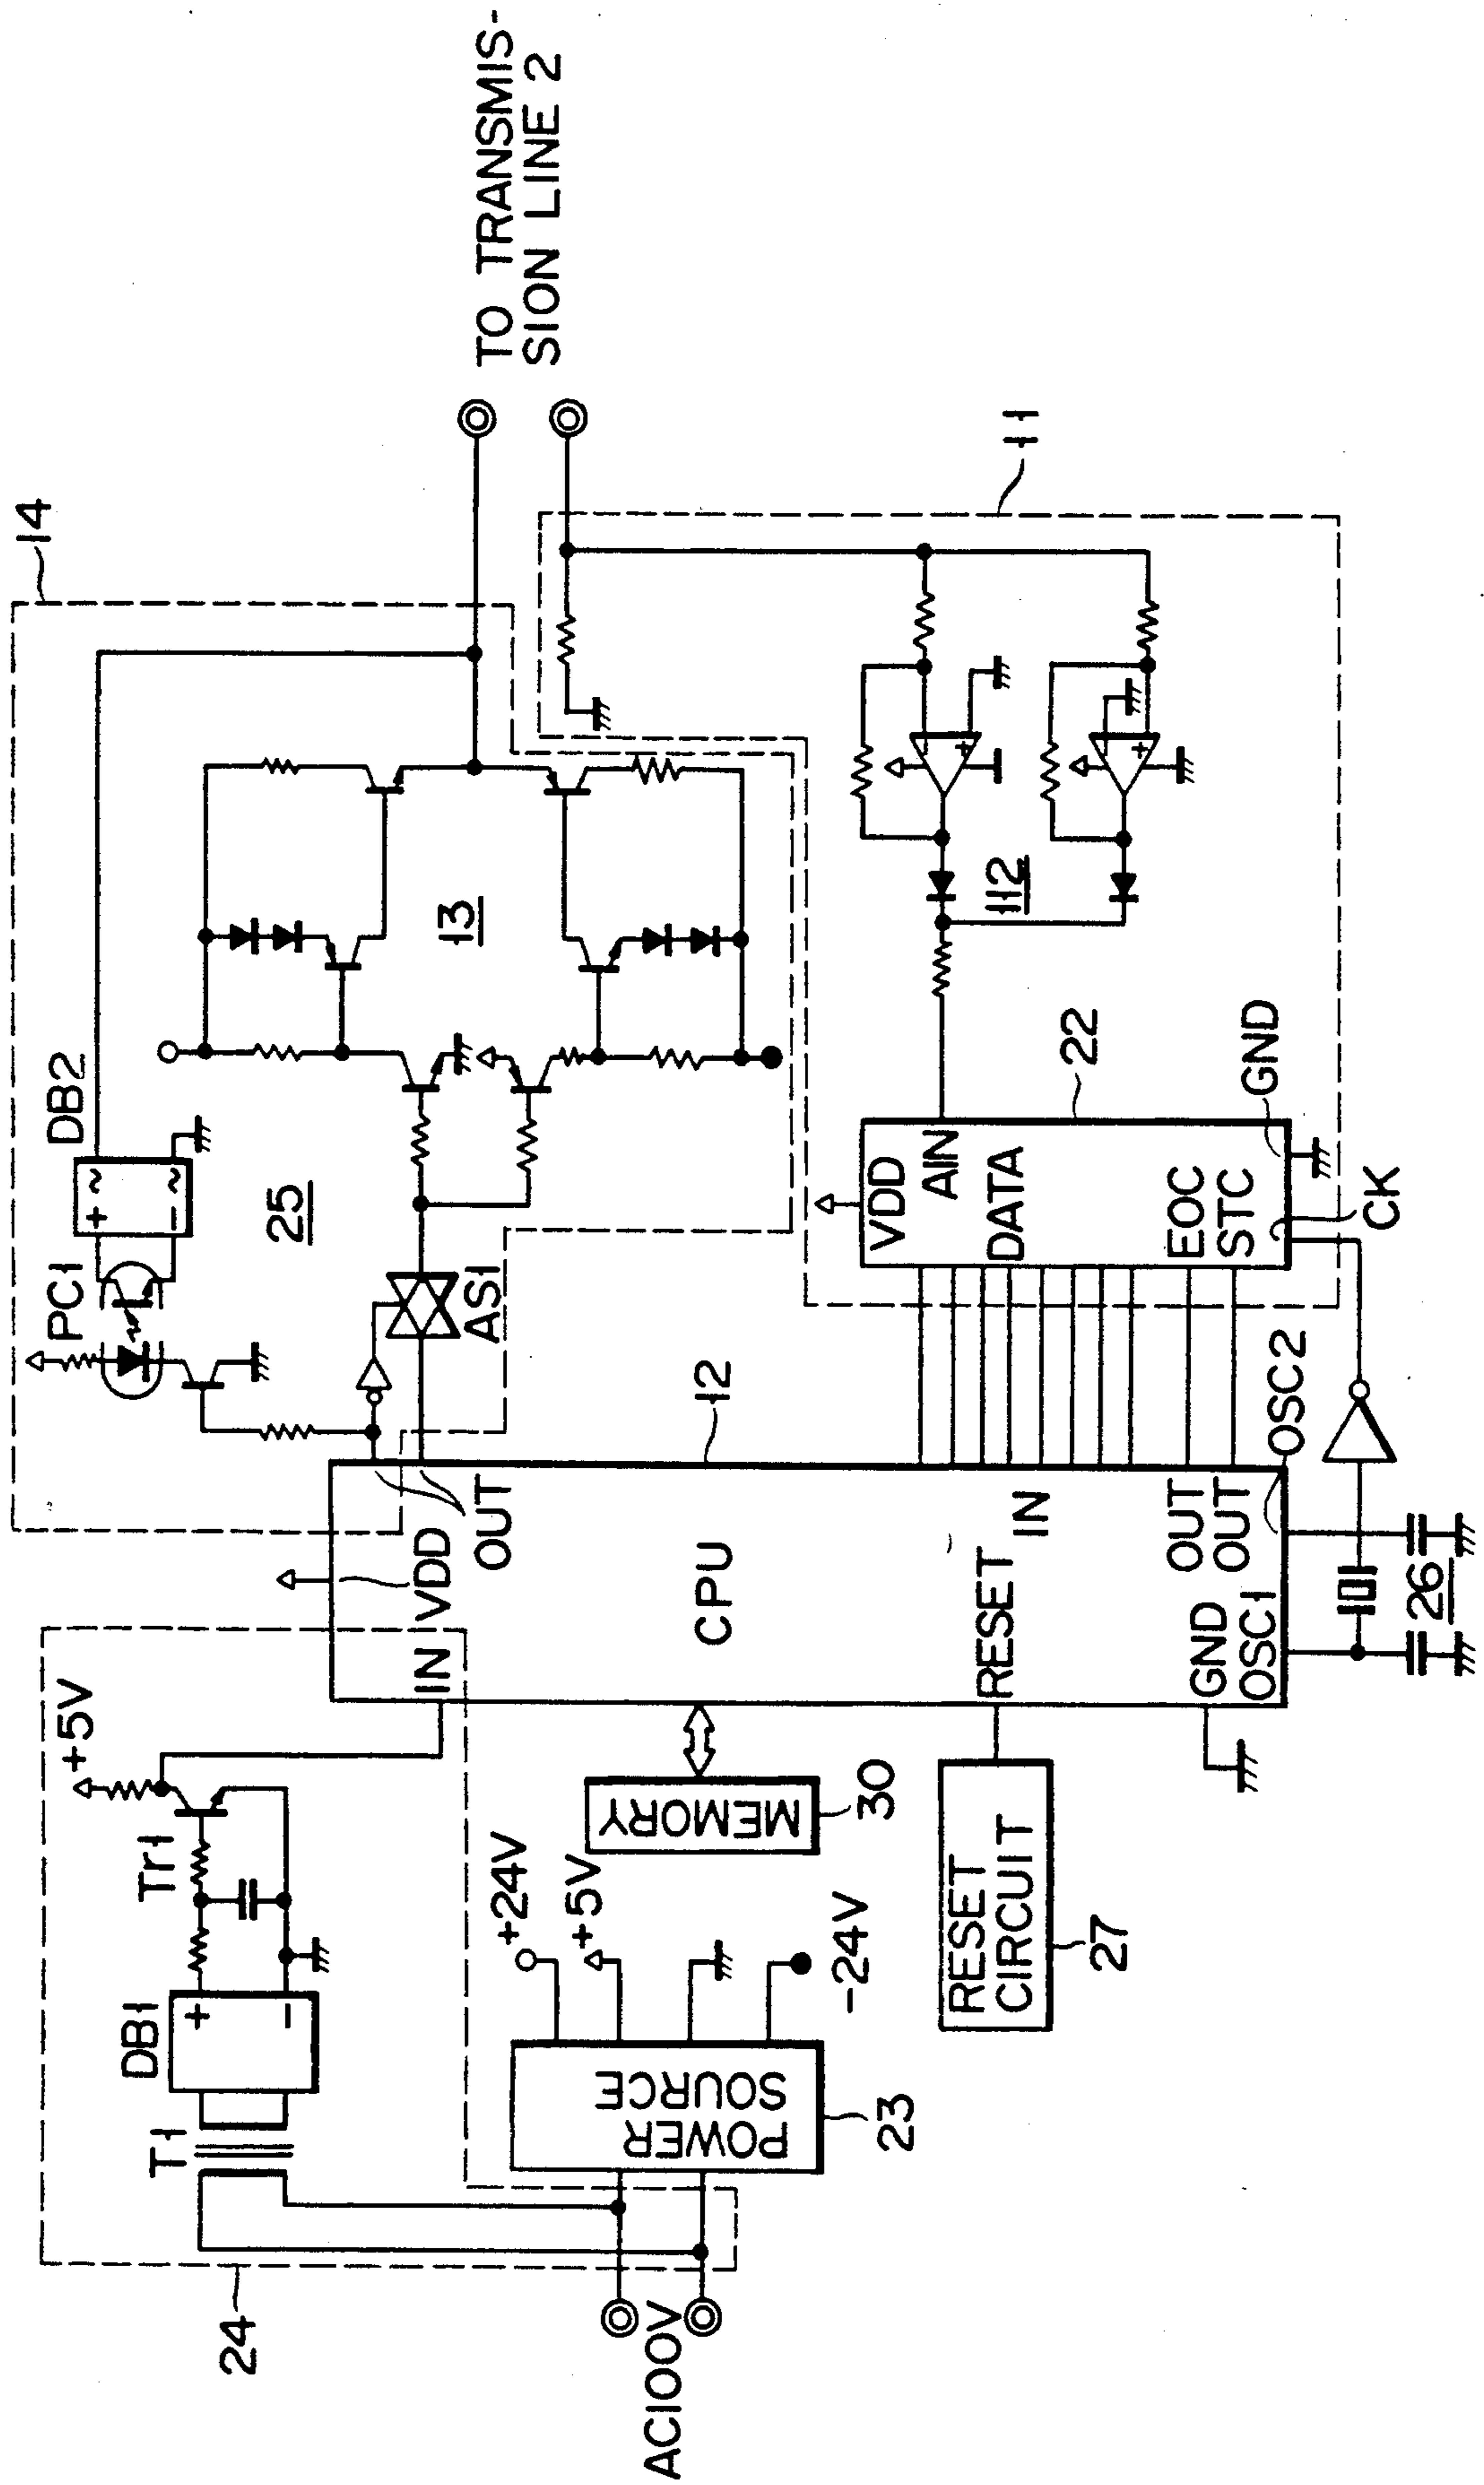 14
TO TRANSMIS-
SION LINE 2
PC1
DB2
25
13
AS1
11
112
22
VDD
AIN
DATA
EOC
STC
GND
CK
12
OSC2
+5V
IN
VDD
OUT
CPU
RESET
IN
OUT
OUT
GND
OSC1
26
24
T1
DB1
+
−
Tr1
+24V
+5V
-24V
MEMORY
30
POWER
SOURCE
23
RESET
CIRCUIT
27
AC100V
+
−
~
~
−
+
−
+